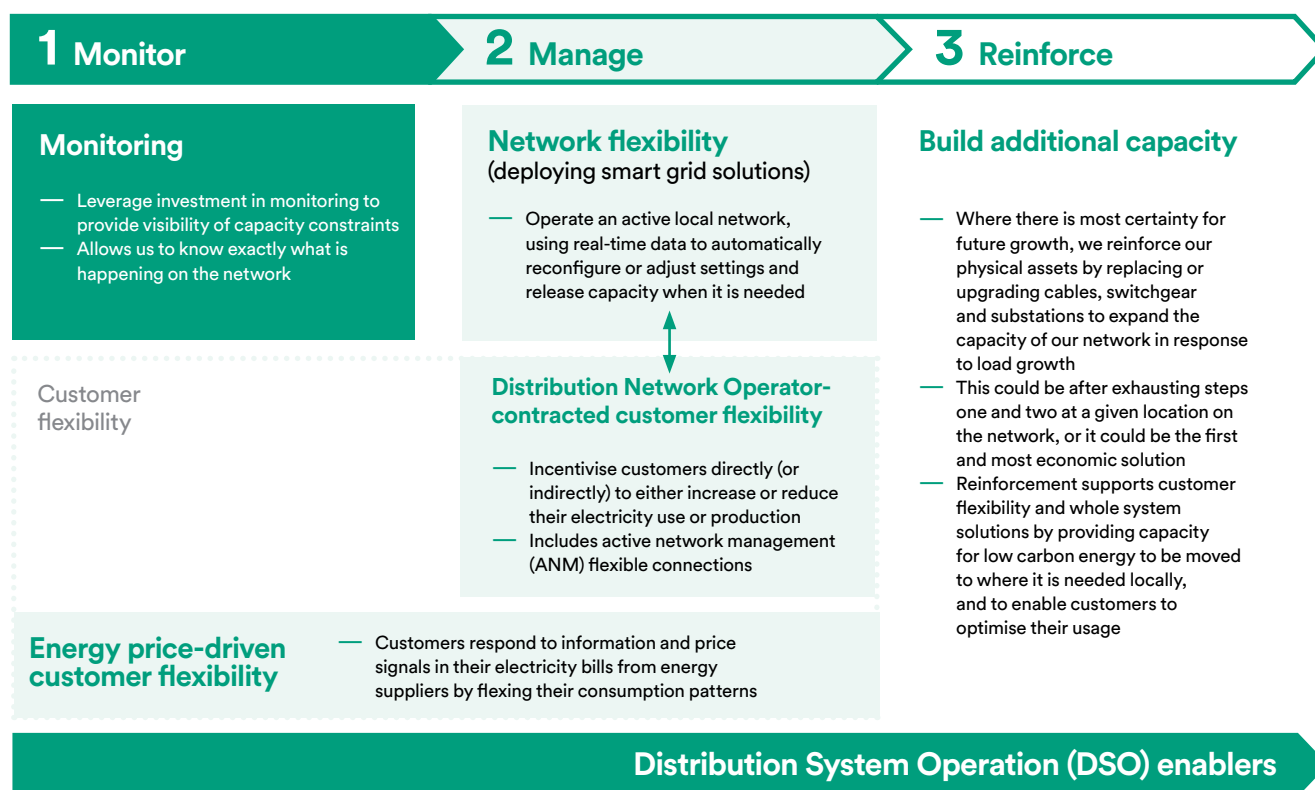 1 Monitor
2 Manage
3 Reinforce
Monitoring
— Leverage investment in monitoring to
provide visibility of capacity constraints
— Allows us to know exactly what is
happening on the network
Network flexibility
(deploying smart grid solutions)
— Operate an active local network,
using real-time data to automatically
reconfigure or adjust settings and
release capacity when it is needed
Customer
flexibility
Distribution Network Operator-
contracted customer flexibility
— Incentivise customers directly (or
indirectly) to either increase or reduce
their electricity use or production
— Includes active network management
(ANM) flexible connections
Energy price-driven
customer flexibility
— Customers respond to information and price
signals in their electricity bills from energy
suppliers by flexing their consumption patterns
Build additional capacity
— Where there is most certainty for
future growth, we reinforce our
physical assets by replacing or
upgrading cables, switchgear
and substations to expand the
capacity of our network in response
to load growth
— This could be after exhausting steps
one and two at a given location on
the network, or it could be the first
and most economic solution
— Reinforcement supports customer
flexibility and whole system
solutions by providing capacity
for low carbon energy to be moved
to where it is needed locally,
and to enable customers to
optimise their usage
Distribution System Operation (DSO) enablers